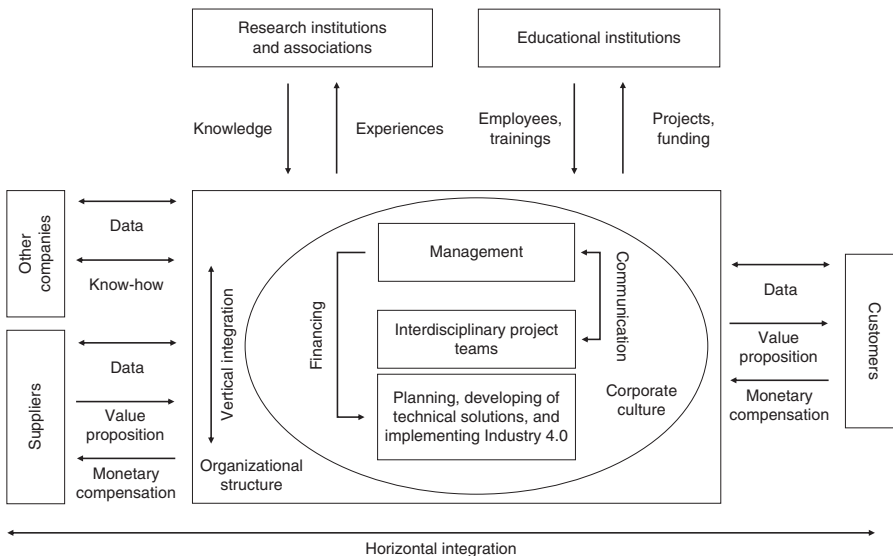 Research institutions
and associations
Educational institutions
Knowledge
Experiences
Employees,
trainings
Projects,
funding
Other
companies
Data
Know-how
Suppliers
Data
Value
proposition
Monetary
compensation
Vertical integration
Organizational
structure
Financing
Management
Communication
Interdisciplinary project
teams
Planning, developing of
technical solutions, and
implementing Industry 4.0
Corporate
culture
Data
Value
proposition
Monetary
compensation
Customers
Horizontal integration